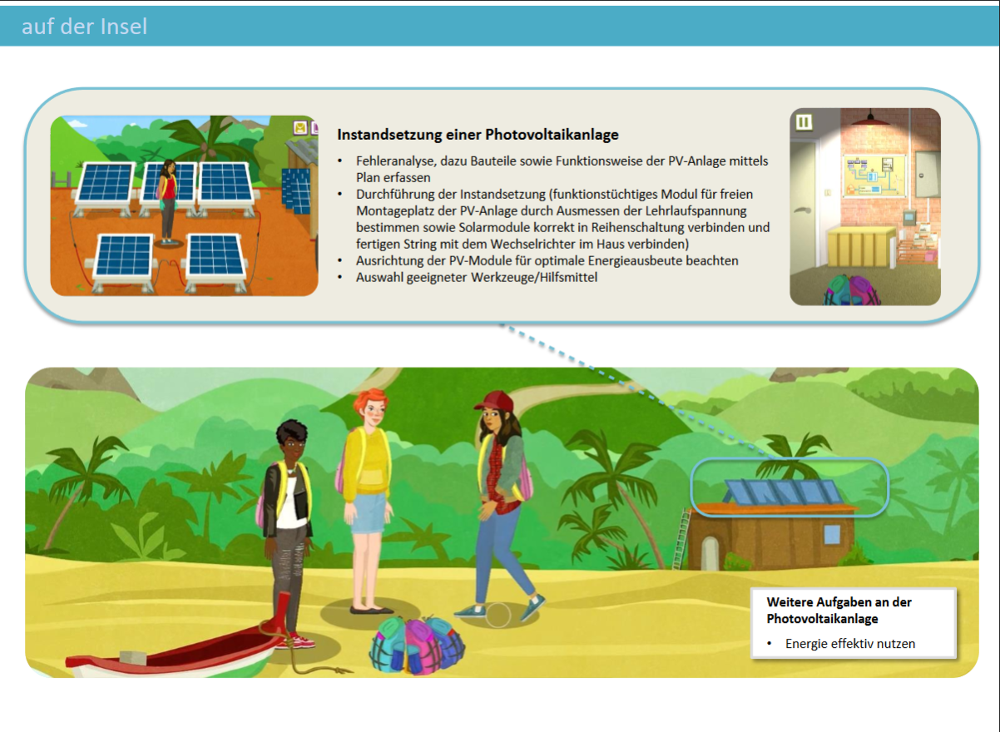 auf der Insel
Instandsetzung einer Photovoltaikanlage
• Fehleranalyse, dazu Bauteile sowie Funktionsweise der PV-Anlage mittels
Plan erfassen
• Durchführung der Instandsetzung (funktionstüchtiges Modul für freien
Montageplatz der PV-Anlage durch Ausmessen der Lehrlaufspannung
bestimmen sowie Solarmodule korrekt in Reihenschaltung verbinden und
fertigen String mit dem Wechselrichter im Haus verbinden)
• Ausrichtung der PV-Module für optimale Energieausbeute beachten
• Auswahl geeigneter Werkzeuge/Hilfsmittel
Weitere Aufgaben an der
Photovoltaikanlage
• Energie effektiv nutzen